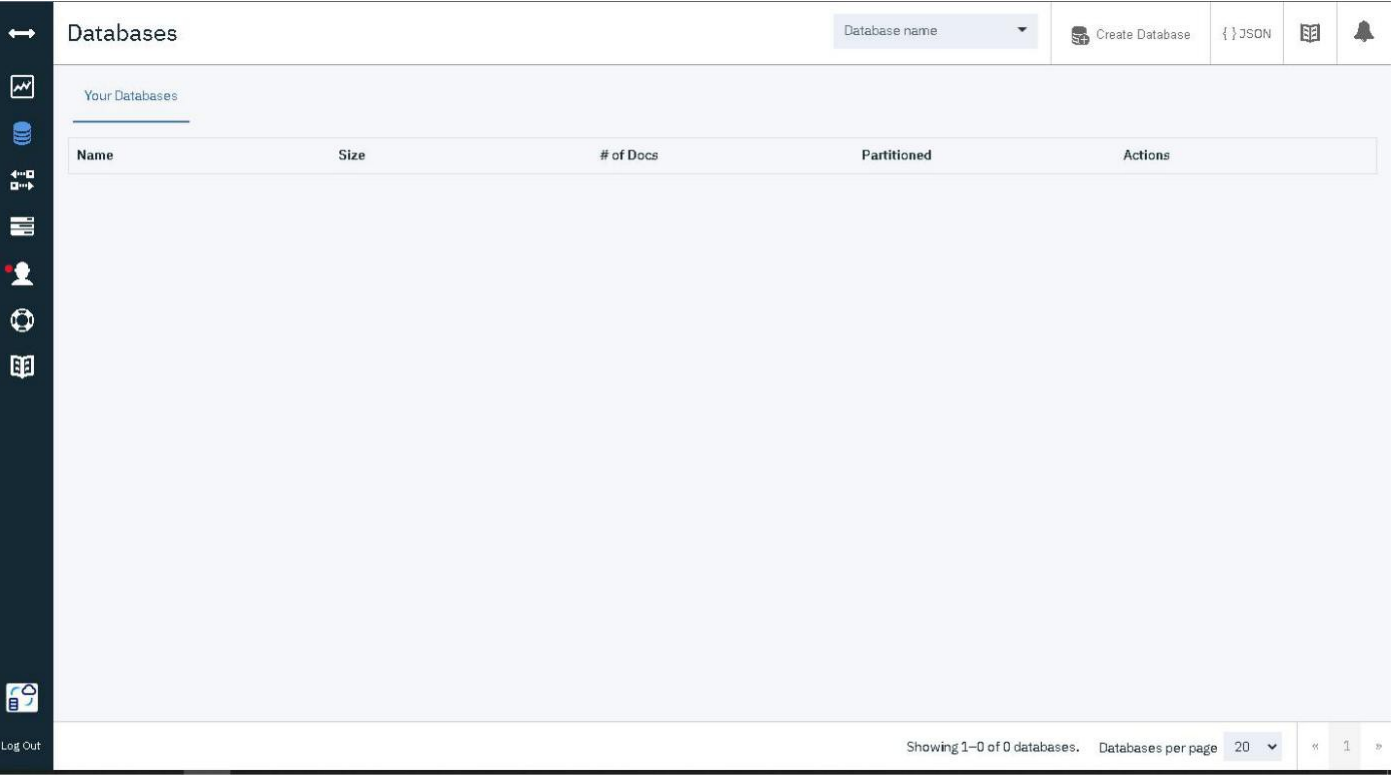 Databases
Database name
Create Database
{ } JSON
Your Databases
Name Size # of Docs Partitioned Actions
Log Out
Showing 1–0 of 0 databases. Databases per page 20 « 1 »